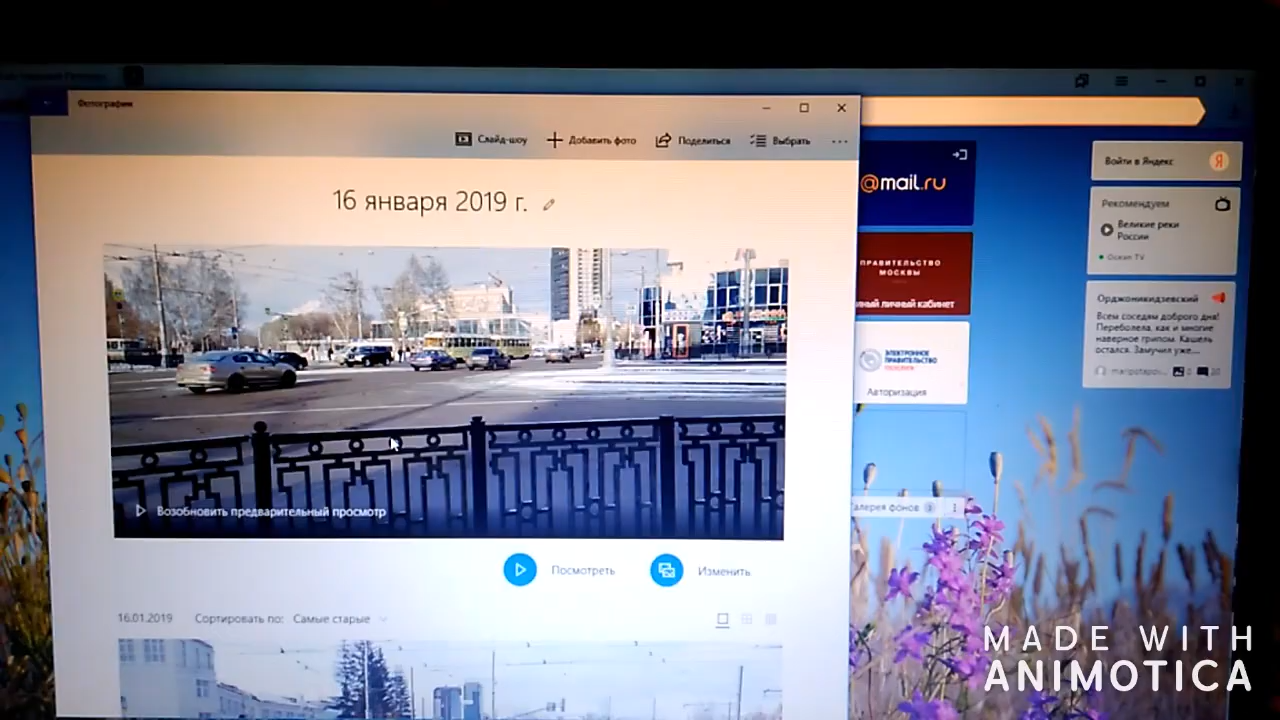 Фотографии
Слайд-шоу
Добавить фото
Поделиться
Выбрать
16 января 2019 г.
Возобновить предварительный просмотр
Посмотреть
Изменить
16.01.2019
Сортировать по: Самые старые
@mail.ru
ПРАВИТЕЛЬСТВО
МОСКВЫ
личный кабинет
ЭЛЕКТРОННОЕ
ПРАВИТЕЛЬСТВО
Авторизация
фонов
Войти в Яндекс
Я
Рекомендуем
Великие реки
России
Ocean TV
Орджоникидзевский
Всем соседям доброго дня!
Переболела, как и многие
наверное гриппом. Кашель
остался. Замучил уже...
MADE WITH
ANIMOTICA